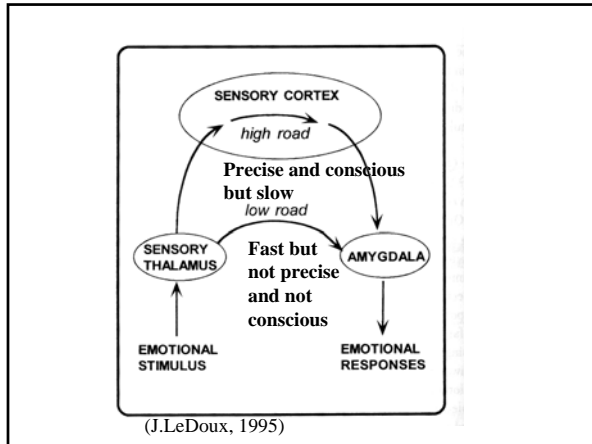 SENSORY CORTEX
high road
Precise and conscious
but slow
low road
SENSORY
THALAMUS
Fast but
not precise
and not
conscious
AMYGDALA
EMOTIONAL
STIMULUS
EMOTIONAL
RESPONSES
(J.LeDoux, 1995)